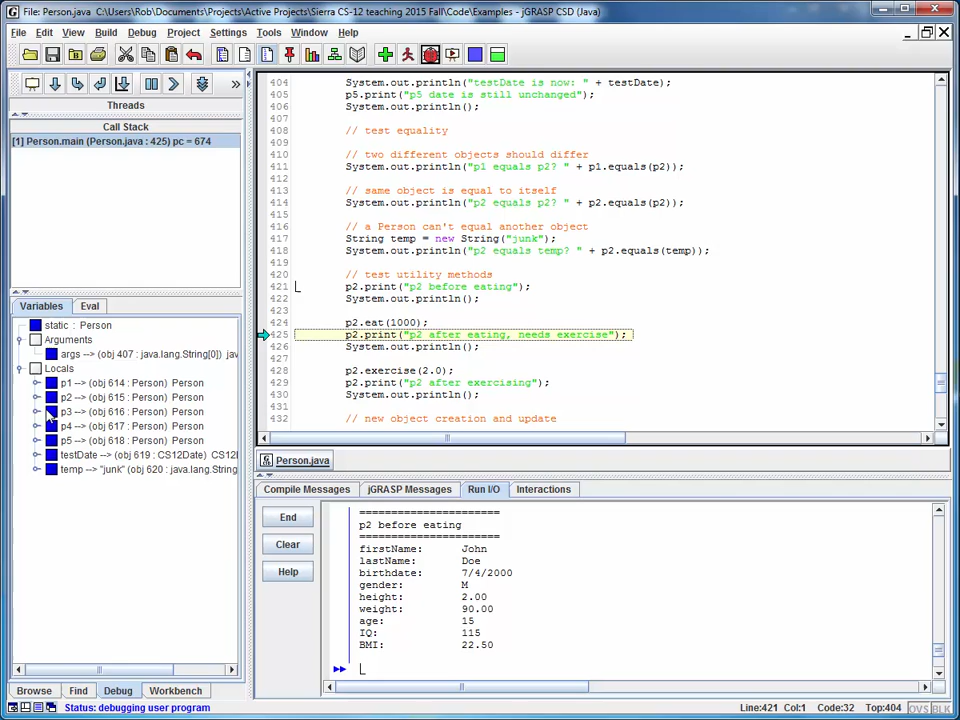 File: Person.java  C:\Users\Rob\Documents\Projects\Active Projects\Sierra CS-12 teaching 2015 Fall\Code\Examples - jGRASP CSD (Java)
File Edit View Build Debug Project Settings Tools Window Help
Threads
Call Stack
[1] Person.main (Person.java : 425) pc = 674
Variables Eval
static : Person
Arguments
args --> (obj 407 : java.lang.String[0]) jav
Locals
p1 --> (obj 614 : Person) Person
p2 --> (obj 615 : Person) Person
p3 --> (obj 616 : Person) Person
p4 --> (obj 617 : Person) Person
p5 --> (obj 618 : Person) Person
testDate --> (obj 619 : CS12Date) CS12
temp --> "junk" (obj 620 : java.lang.String
Browse Find Debug Workbench
Status: debugging user program
404 System.out.println("testDate is now: " + testDate);
405 p5.print("p5 date is still unchanged");
406 System.out.println();
407
408 // test equality
409
410 // two different objects should differ
411 System.out.println("p1 equals p2? " + p1.equals(p2));
412
413 // same object is equal to itself
414 System.out.println("p2 equals p2? " + p2.equals(p2));
415
416 // a Person can't equal another object
417 String temp = new String("junk");
418 System.out.println("p2 equals temp? " + p2.equals(temp));
419
420 // test utility methods
421 p2.print("p2 before eating");
422 System.out.println();
423
424 p2.eat(1000);
425 p2.print("p2 after eating, needs exercise");
426 System.out.println();
427
428 p2.exercise(2.0);
429 p2.print("p2 after exercising");
430 System.out.println();
431
432 // new object creation and update
Person.java
Compile Messages jGRASP Messages Run I/O Interactions
End
Clear
Help
======================
p2 before eating
======================
firstName: John
lastName: Doe
birthdate: 7/4/2000
gender: M
height: 2.00
weight: 90.00
age: 15
IQ: 115
BMI: 22.50
Line:421 Col:1 Code:32 Top:404 OVS BLK